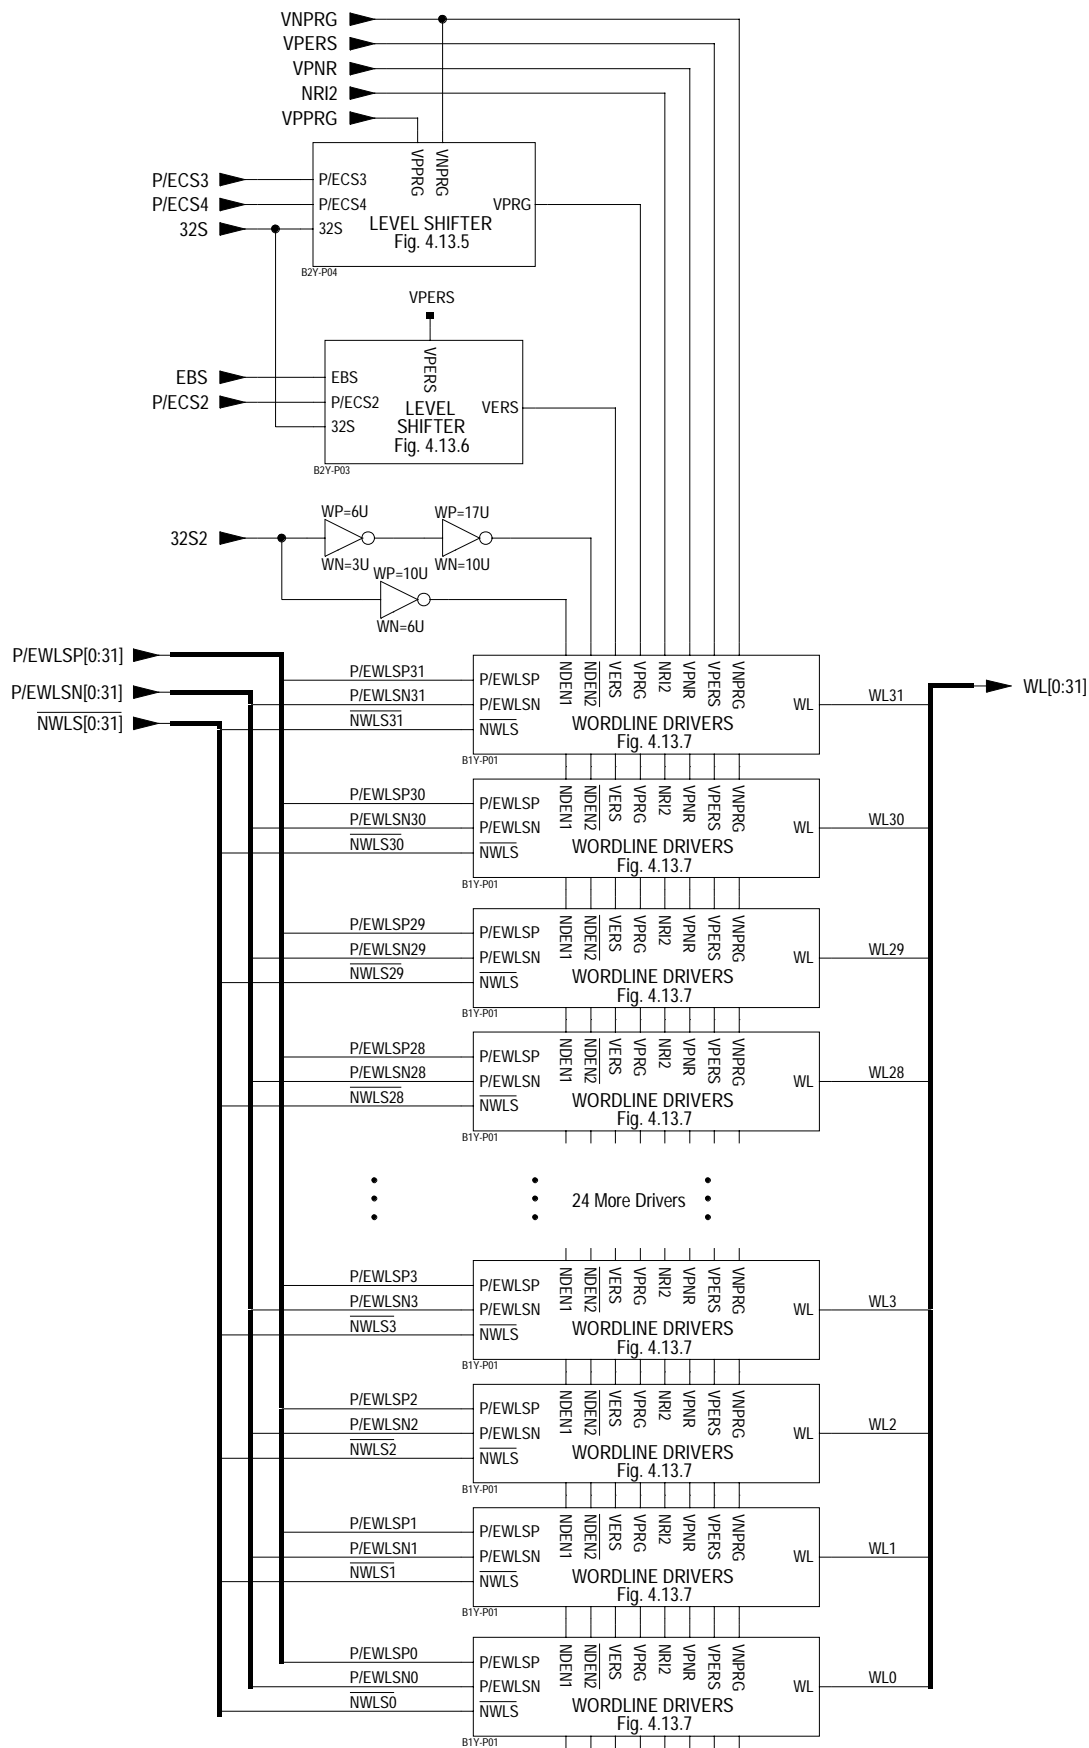 VNPRG
VPERS
VPNR
NRI2
VPPRG
P/ECS3
P/ECS4
32S
P/ECS3
P/ECS4
32S
VPPRG
VNPRG
VPRG
LEVEL SHIFTER
Fig. 4.13.5
B2Y-P04
VPERS
EBS
P/ECS2
EBS
P/ECS2
32S
VPERS
VERS
LEVEL
SHIFTER
Fig. 4.13.6
B2Y-P03
32S2
WP=6U
WN=3U
WP=17U
WN=10U
WP=10U
WN=6U
P/EWLSP[0:31]
P/EWLSN[0:31]
NWLS[0:31]
WL[0:31]
P/EWLSP31
P/EWLSN31
NWLS31
P/EWLSP
P/EWLSN
NWLS
NDEN1
NDEN2
VERS
VPRG
NRI2
VPNR
VPERS
VNPRG
WORDLINE DRIVERS
Fig. 4.13.7
WL
WL31
B1Y-P01
P/EWLSP30
P/EWLSN30
NWLS30
P/EWLSP
P/EWLSN
NWLS
NDEN1
NDEN2
VERS
VPRG
NRI2
VPNR
VPERS
VNPRG
WORDLINE DRIVERS
Fig. 4.13.7
WL
WL30
B1Y-P01
P/EWLSP29
P/EWLSN29
NWLS29
P/EWLSP
P/EWLSN
NWLS
NDEN1
NDEN2
VERS
VPRG
NRI2
VPNR
VPERS
VNPRG
WORDLINE DRIVERS
Fig. 4.13.7
WL
WL29
B1Y-P01
P/EWLSP28
P/EWLSN28
NWLS28
P/EWLSP
P/EWLSN
NWLS
NDEN1
NDEN2
VERS
VPRG
NRI2
VPNR
VPERS
VNPRG
WORDLINE DRIVERS
Fig. 4.13.7
WL
WL28
B1Y-P01
24 More Drivers
P/EWLSP3
P/EWLSN3
NWLS3
P/EWLSP
P/EWLSN
NWLS
NDEN1
NDEN2
VERS
VPRG
NRI2
VPNR
VPERS
VNPRG
WORDLINE DRIVERS
Fig. 4.13.7
WL
WL3
B1Y-P01
P/EWLSP2
P/EWLSN2
NWLS2
P/EWLSP
P/EWLSN
NWLS
NDEN1
NDEN2
VERS
VPRG
NRI2
VPNR
VPERS
VNPRG
WORDLINE DRIVERS
Fig. 4.13.7
WL
WL2
B1Y-P01
P/EWLSP1
P/EWLSN1
NWLS1
P/EWLSP
P/EWLSN
NWLS
NDEN1
NDEN2
VERS
VPRG
NRI2
VPNR
VPERS
VNPRG
WORDLINE DRIVERS
Fig. 4.13.7
WL
WL1
B1Y-P01
P/EWLSP0
P/EWLSN0
NWLS0
P/EWLSP
P/EWLSN
NWLS
NDEN1
NDEN2
VERS
VPRG
NRI2
VPNR
VPERS
VNPRG
WORDLINE DRIVERS
Fig. 4.13.7
WL
WL0
B1Y-P01